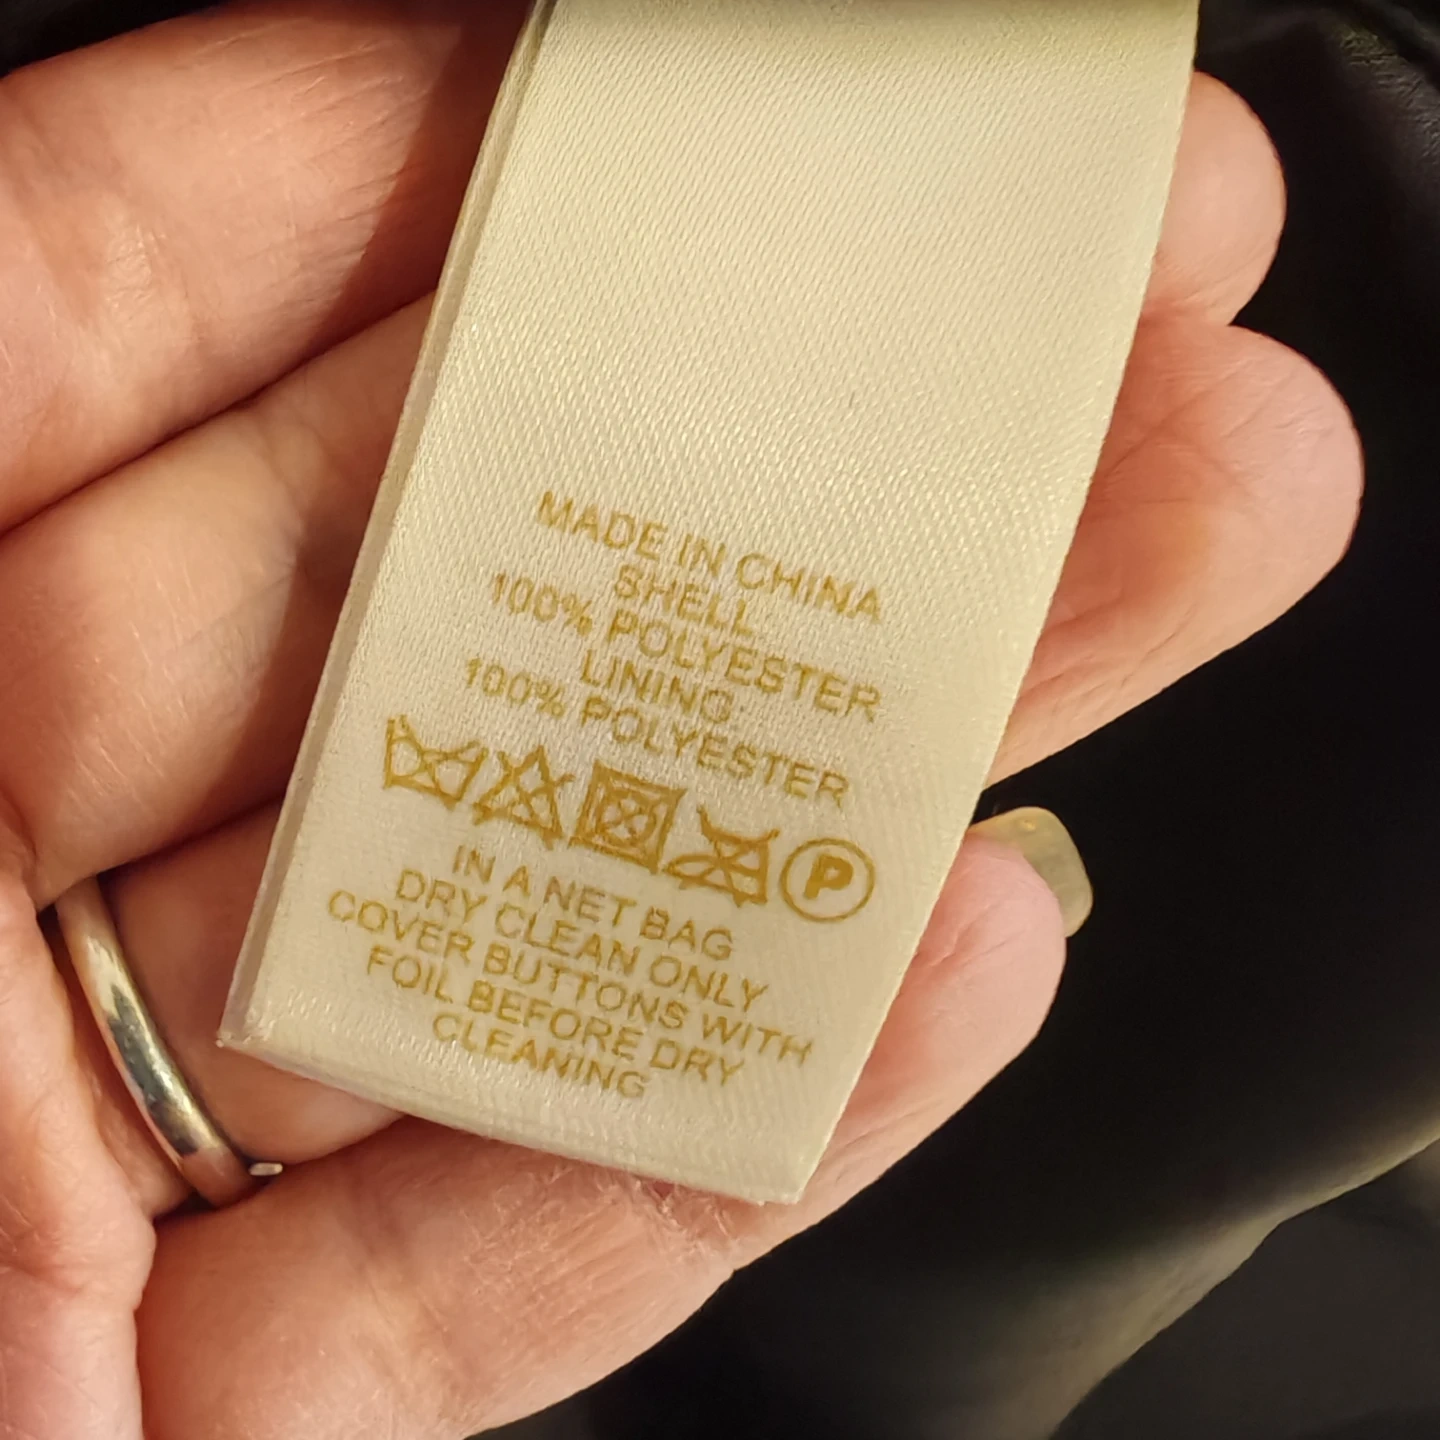 MADE IN CHINA
SHELL
100% POLYESTER
LINING:
100% POLYESTER
P
IN A NET BAG
DRY CLEAN ONLY
COVER BUTTONS WITH
FOIL BEFORE DRY
CLEANING